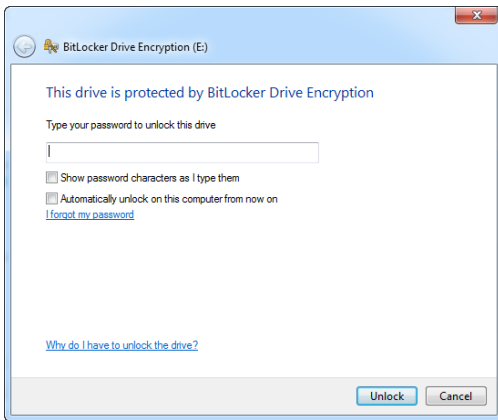 BitLocker Drive Encryption (E:)
This drive is protected by BitLocker Drive Encryption
Type your password to unlock this drive
Show password characters as I type them
Automatically unlock on this computer from now on
I forgot my password
Why do I have to unlock the drive?
Unlock Cancel